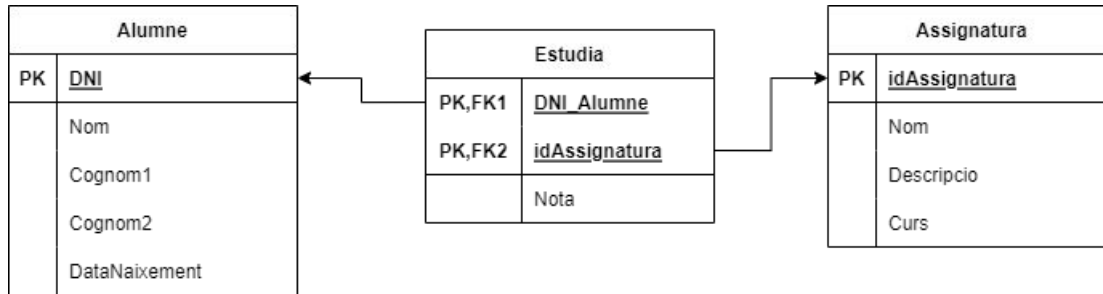 Alumne
PK DNI
Nom
Cognom1
Cognom2
DataNaixement
Estudia
PK,FK1 DNI_Alumne
PK,FK2 idAssignatura
Nota
Assignatura
PK idAssignatura
Nom
Descripcio
Curs